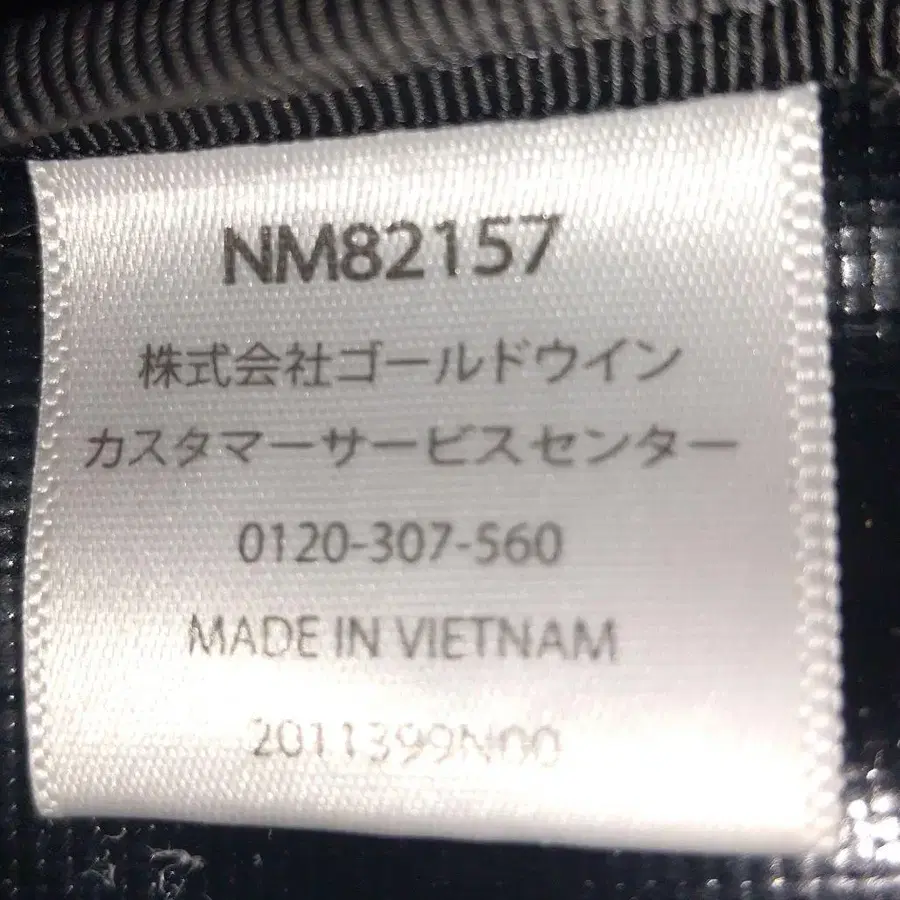 NM82157
株式会社ゴールドウイン
カスタマーサービスセンター
0120-307-560
MADE IN VIETNAM
2011399N00